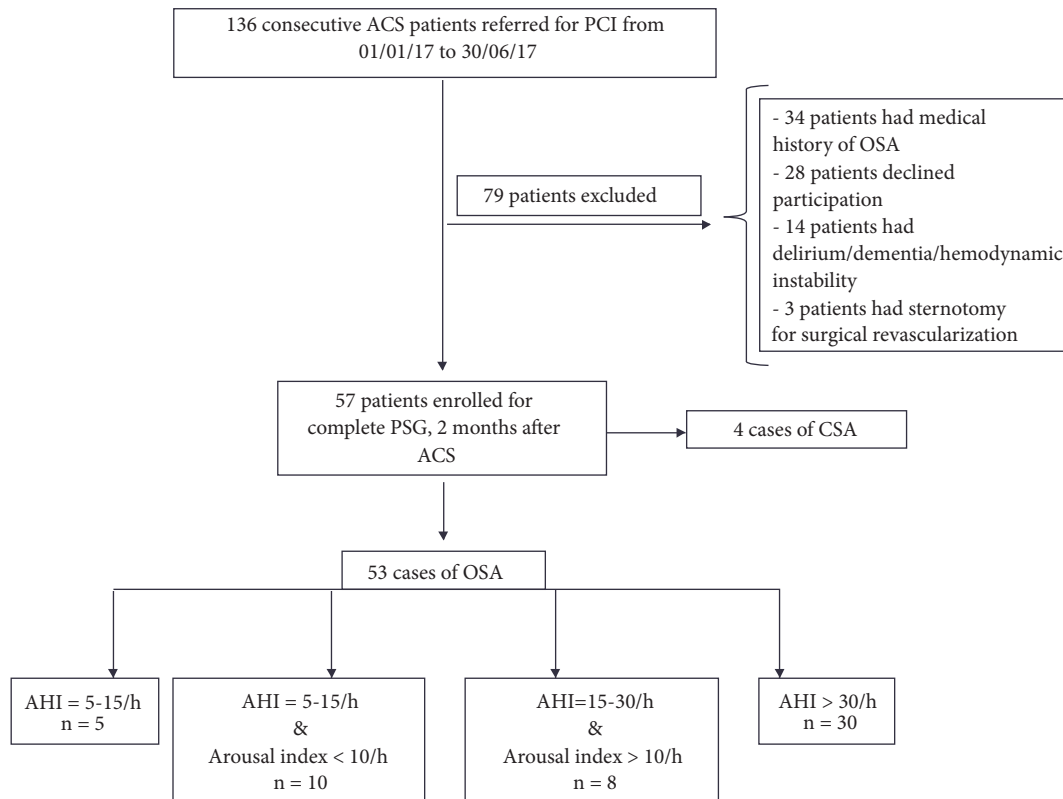 136 consecutive ACS patients referred for PCI from
01/01/17 to 30/06/17
79 patients excluded
- 34 patients had medical
history of OSA
- 28 patients declined
participation
- 14 patients had
delirium/dementia/hemodynamic
instability
- 3 patients had sternotomy
for surgical revascularization
57 patients enrolled for
complete PSG, 2 months after
ACS
4 cases of CSA
53 cases of OSA
AHI = 5-15/h
n = 5
AHI = 5-15/h
&
Arousal index < 10/h
n = 10
AHI=15-30/h
&
Arousal index > 10/h
n = 8
AHI > 30/h
n = 30